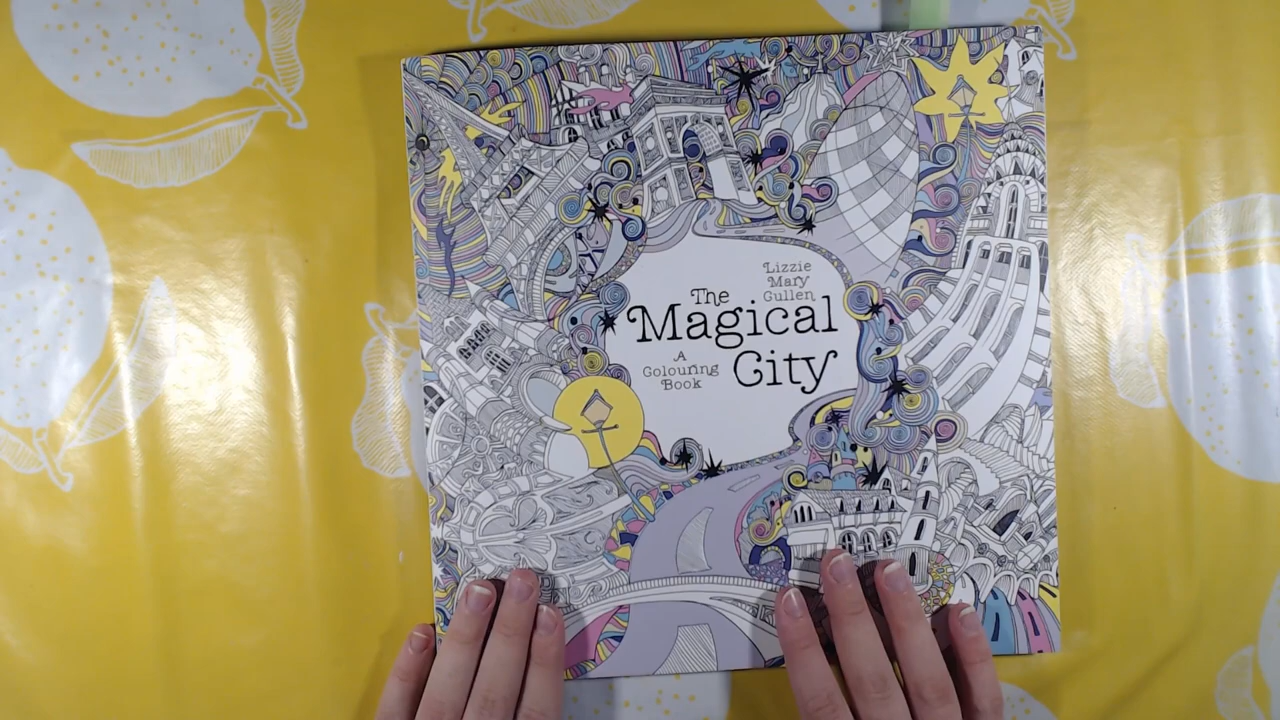 Lizzie
Mary
Cullen
The
Magical
City
A
Colouring
Book